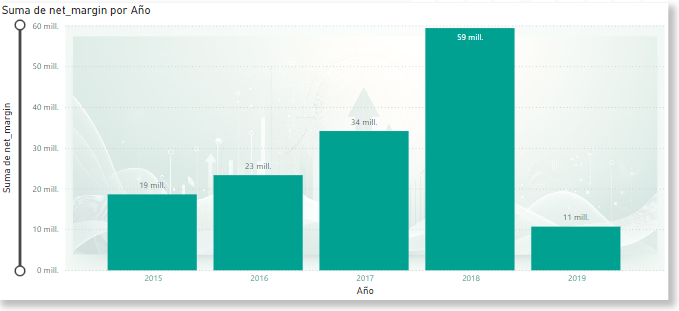 Suma de net_margin por Año
Suma de net_margin
60 mill.
50 mill.
40 mill.
30 mill.
20 mill.
10 mill.
0 mill.
19 mill.
23 mill.
34 mill.
59 mill.
11 mill.
2015
2016
2017
2018
2019
Año